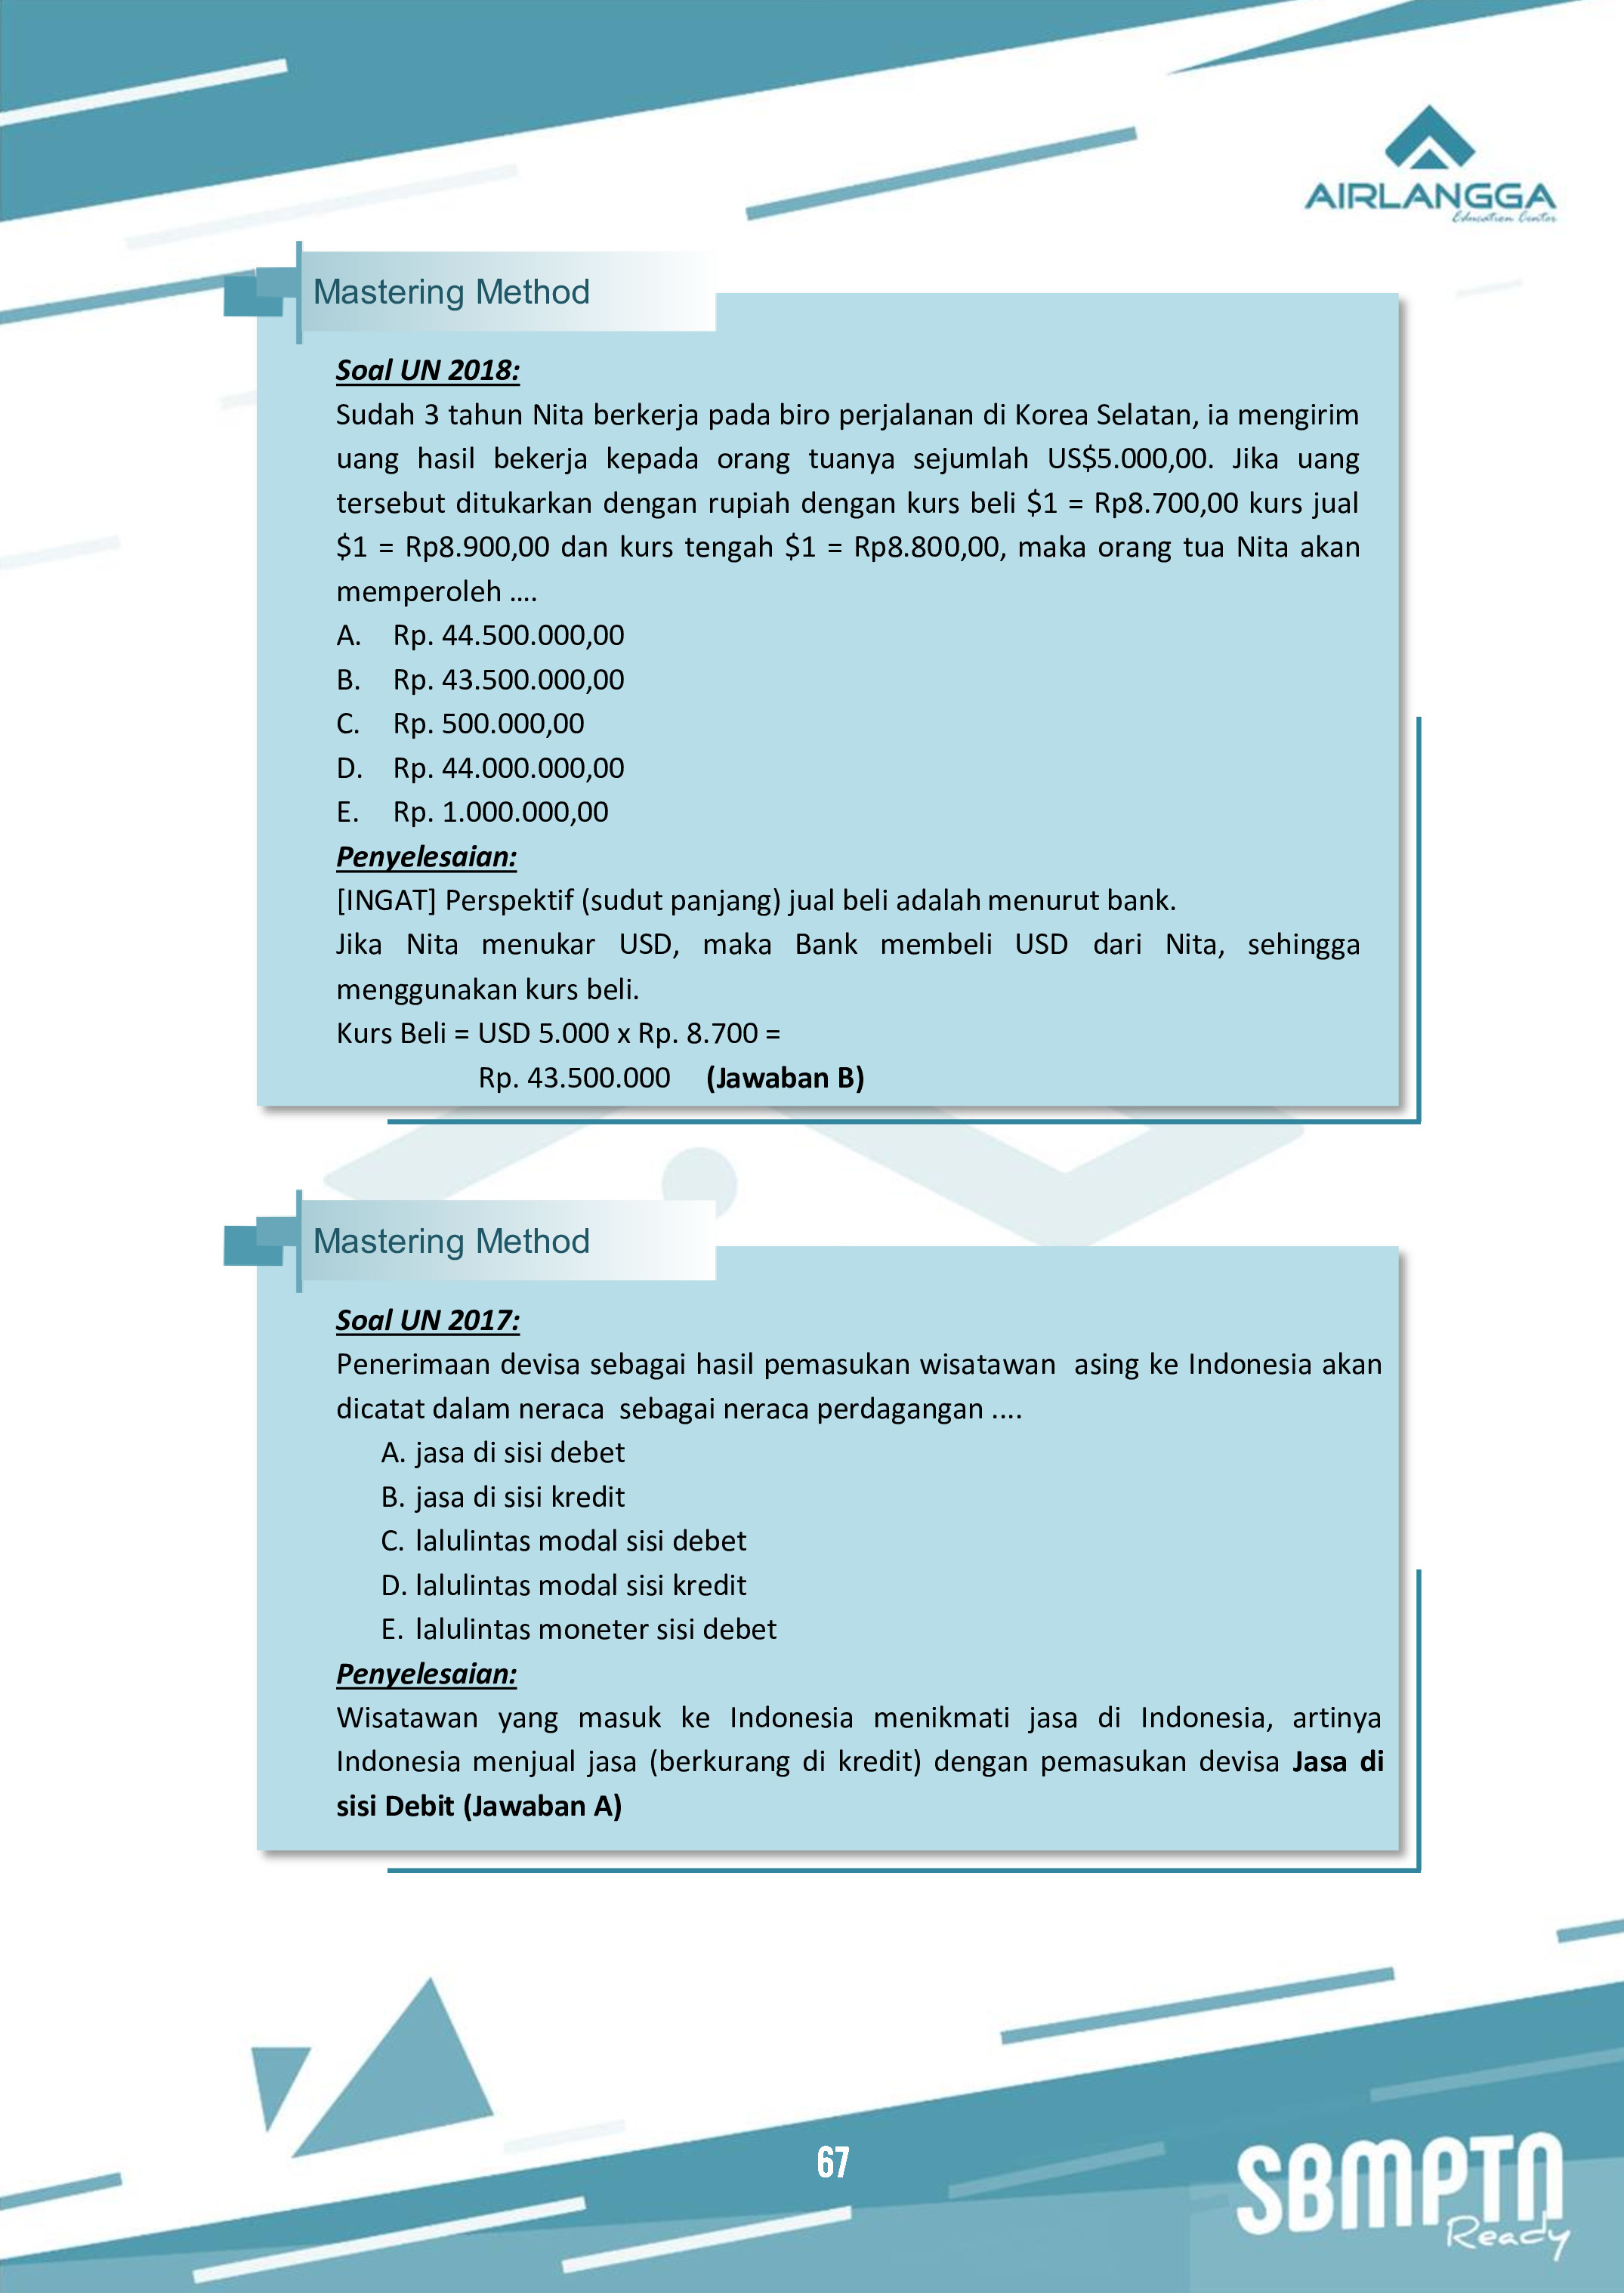 AIRLANGGA
Education Center
Mastering Method
Soal UN 2018:
Sudah 3 tahun Nita berkerja pada biro perjalanan di Korea Selatan, ia mengirim
uang hasil bekerja kepada orang tuanya sejumlah US$5.000,00. Jika uang
tersebut ditukarkan dengan rupiah dengan kurs beli $1 = Rp8.700,00 kurs jual
$1 = Rp8.900,00 dan kurs tengah $1 = Rp8.800,00, maka orang tua Nita akan
memperoleh ....
A. Rp. 44.500.000,00
B. Rp. 43.500.000,00
C. Rp. 500.000,00
D. Rp. 44.000.000,00
E. Rp. 1.000.000,00
Penyelesaian:
[INGAT] Perspektif (sudut panjang) jual beli adalah menurut bank.
Jika Nita menukar USD, maka Bank membeli USD dari Nita, sehingga
menggunakan kurs beli.
Kurs Beli = USD 5.000 x Rp. 8.700 =
Rp. 43.500.000 (Jawaban B)
Mastering Method
Soal UN 2017:
Penerimaan devisa sebagai hasil pemasukan wisatawan asing ke Indonesia akan
dicatat dalam neraca sebagai neraca perdagangan ....
A. jasa di sisi debet
B. jasa di sisi kredit
C. lalulintas modal sisi debet
D. lalulintas modal sisi kredit
E. lalulintas moneter sisi debet
Penyelesaian:
Wisatawan yang masuk ke Indonesia menikmati jasa di Indonesia, artinya
Indonesia menjual jasa (berkurang di kredit) dengan pemasukan devisa Jasa di
sisi Debit (Jawaban A)
67
SBMPTN
Ready